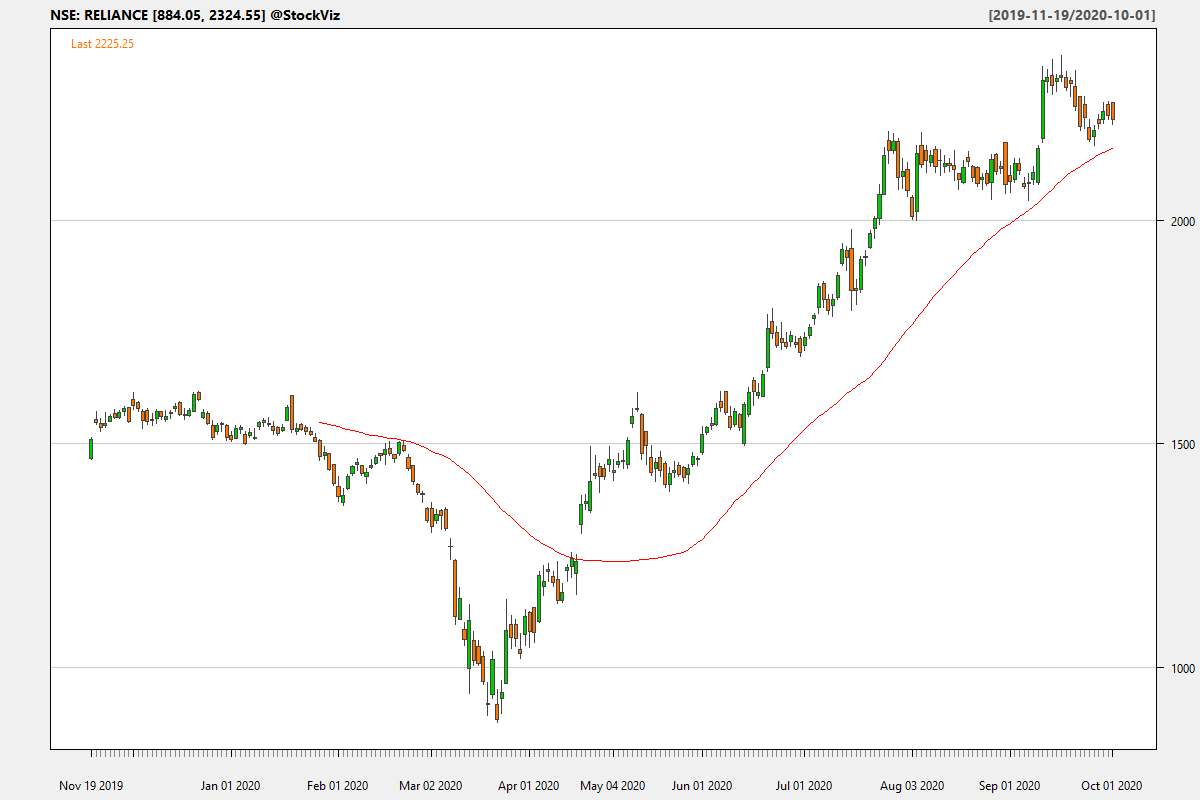 NSE: RELIANCE [884.05, 2324.55] @StockViz [2019-11-19/2020-10-01]
Last 2225.25
2000
1500
1000
Nov 19 2019 Jan 01 2020 Feb 01 2020 Mar 02 2020 Apr 01 2020 May 04 2020 Jun 01 2020 Jul 01 2020 Aug 03 2020 Sep 01 2020 Oct 01 2020